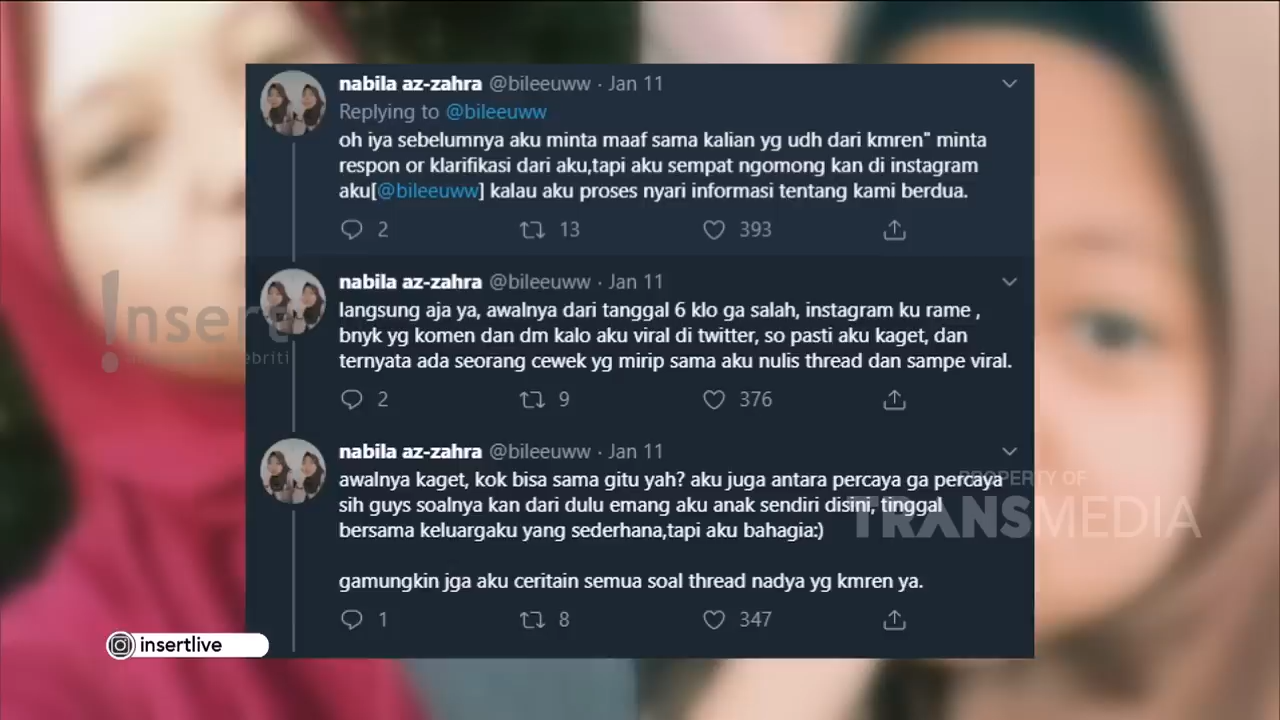 nabila az-zahra @bileeuww · Jan 11
Replying to @bileeuww
oh iya sebelumnya aku minta maaf sama kalian yg udh dari kmren" minta
respon or klarifikasi dari aku,tapi aku sempat ngomong kan di instagram
aku[@bileeuww] kalau aku proses nyari informasi tentang kami berdua.
2 13 393
nabila az-zahra @bileeuww · Jan 11
langsung aja ya, awalnya dari tanggal 6 klo ga salah, instagram ku rame ,
bnyk yg komen dan dm kalo aku viral di twitter, so pasti aku kaget, dan
ternyata ada seorang cewek yg mirip sama aku nulis thread dan sampe viral.
2 9 376
nabila az-zahra @bileeuww · Jan 11
awalnya kaget, kok bisa sama gitu yah? aku juga antara percaya ga percaya
sih guys soalnya kan dari dulu emang aku anak sendiri disini, tinggal
bersama keluargaku yang sederhana,tapi aku bahagia:)
gamungkin jga aku ceritain semua soal thread nadya yg kmren ya.
1 8 347
!nsert
PROPERTY OF
TRANSMEDIA
insertlive